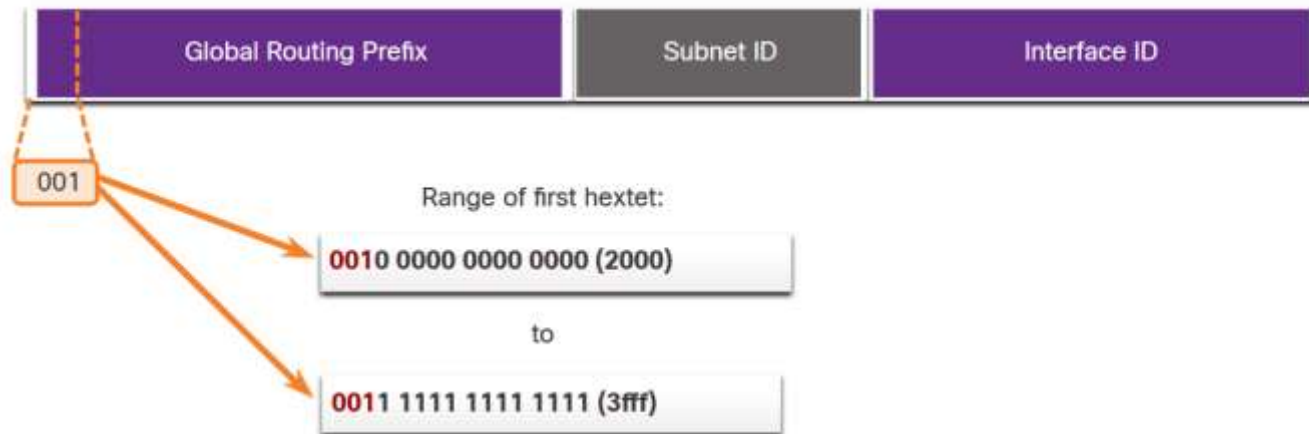 Global Routing Prefix
Subnet ID
Interface ID
001
Range of first hextet:
0010 0000 0000 0000 (2000)
to
0011 1111 1111 1111 (3fff)